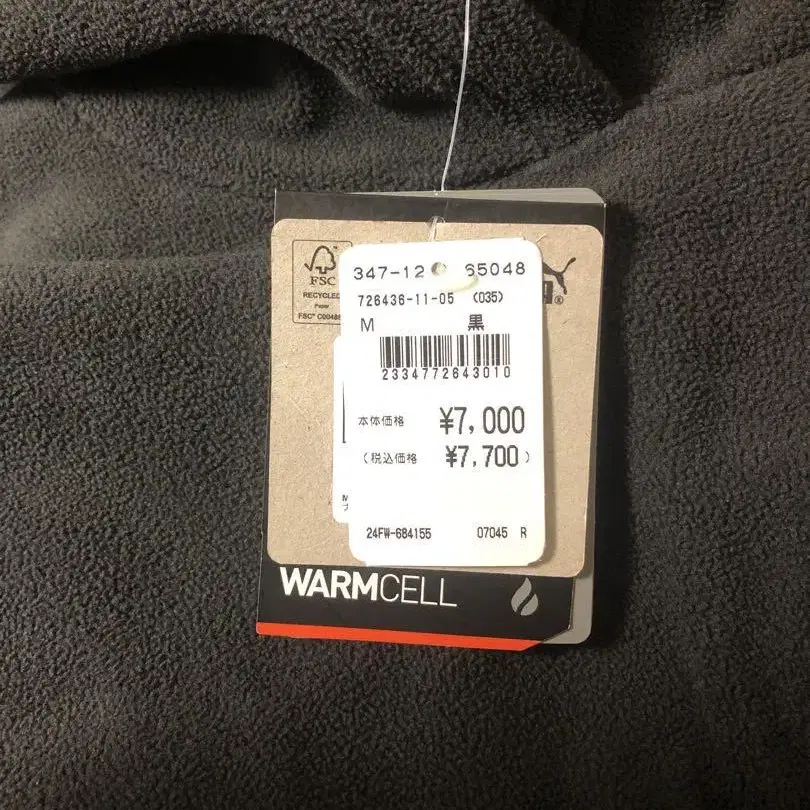 FSC
RECYCLED
Paper
347-12 65048
726436-11-05 (035)
M 黒
2334772643010
本体価格 ¥7,000
(税込価格 ¥7,700)
24FW-684155 07045 R
WARMCELL